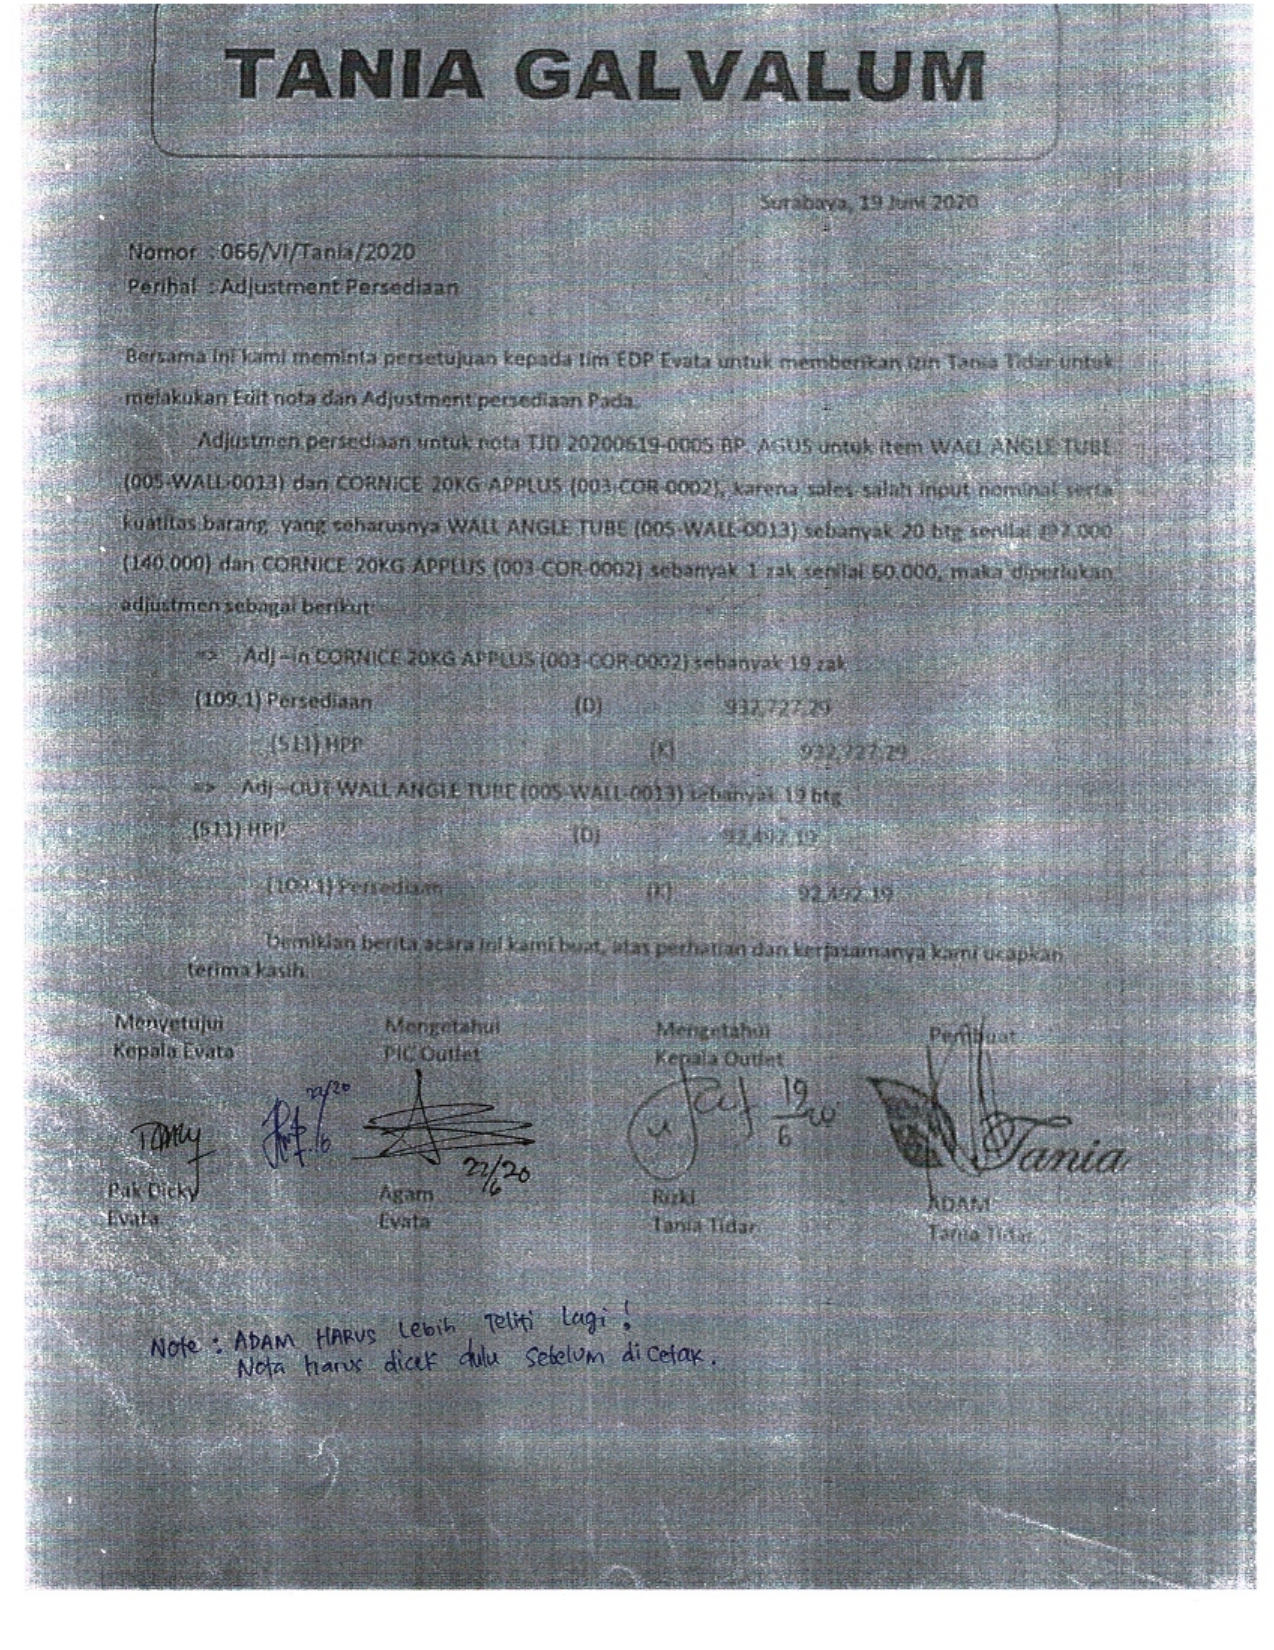 TANIA GALVALUM
Surabaya, 19 Juni 2020
Nomor : 066/VI/Tania/2020
Perihal : Adjustment Persediaan
Bersama ini kami meminta persetujuan kepada tim EDP Evata untuk memberikan izin Tania Tidar untuk
melakukan Edit nota dan Adjustment persediaan Pada.
Adjustmen persediaan untuk nota TJD 20200619-0005 BP. AGUS untuk item WALL ANGLE TUBE
(005-WALL-0013) dan CORNICE 20KG APPLUS (003-COR-0002), karena sales salah input nominal serta
kuatitas barang yang seharusnya WALL ANGLE TUBE (005-WALL-0013) sebanyak 20 btg senilai
(140.000) dan CORNICE 20KG APPLUS (003-COR-0002) sebanyak 1 zak senilai 60.000, maka diperlukan
adjustmen sebagai berikut
=> Adj –in CORNICE 20KG APPLUS (003-COR-0002) sebanyak 19 zak
(109.1) Persediaan (D) 932,727.29
(511) HPP (K) 932,727.29
=> Adj –OUT WALL ANGLE TUBE (005-WALL-0013) sebanyak 19 btg
(511) HPP (D) 92,492.19
(109.1) Persediaan (K) 92,492.19
Demikian berita acara ini kami buat, atas perhatian dan kerjasamanya kami ucapkan
terima kasih.
Menyetujui Mengetahui Mengetahui Pembuat
Kepala Evata PIC Outlet Kepala Outlet
22/20 6
19/6 20
Tania
22/20 6
Pak Dicky Agam Rizki ADAM
Evata Evata Tania Tidar Tania Tidar
Note : ADAM HARUS Lebih Teliti lagi !
Nota harus dicek dulu sebelum dicetak.